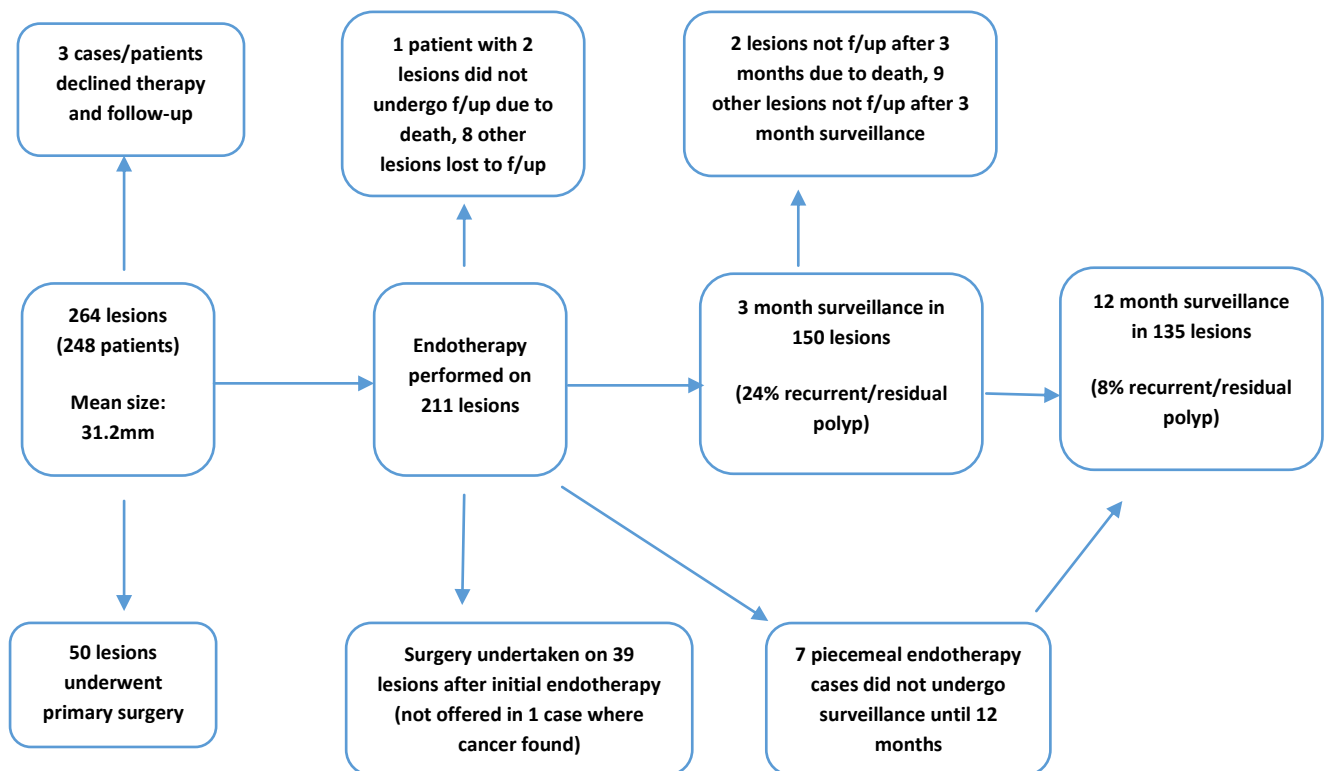 3 cases/patients
declined therapy
and follow-up
1 patient with 2
lesions did not
undergo f/up due to
death, 8 other
lesions lost to f/up
2 lesions not f/up after 3
months due to death, 9
other lesions not f/up after 3
month surveillance
264 lesions
(248 patients)
Mean size:
31.2mm
Endotherapy
performed on
211 lesions
3 month surveillance in
150 lesions
(24% recurrent/residual
polyp)
12 month surveillance
in 135 lesions
(8% recurrent/residual
polyp)
50 lesions
underwent
primary surgery
Surgery undertaken on 39
lesions after initial endotherapy
(not offered in 1 case where
cancer found)
7 piecemeal endotherapy
cases did not undergo
surveillance until 12
months